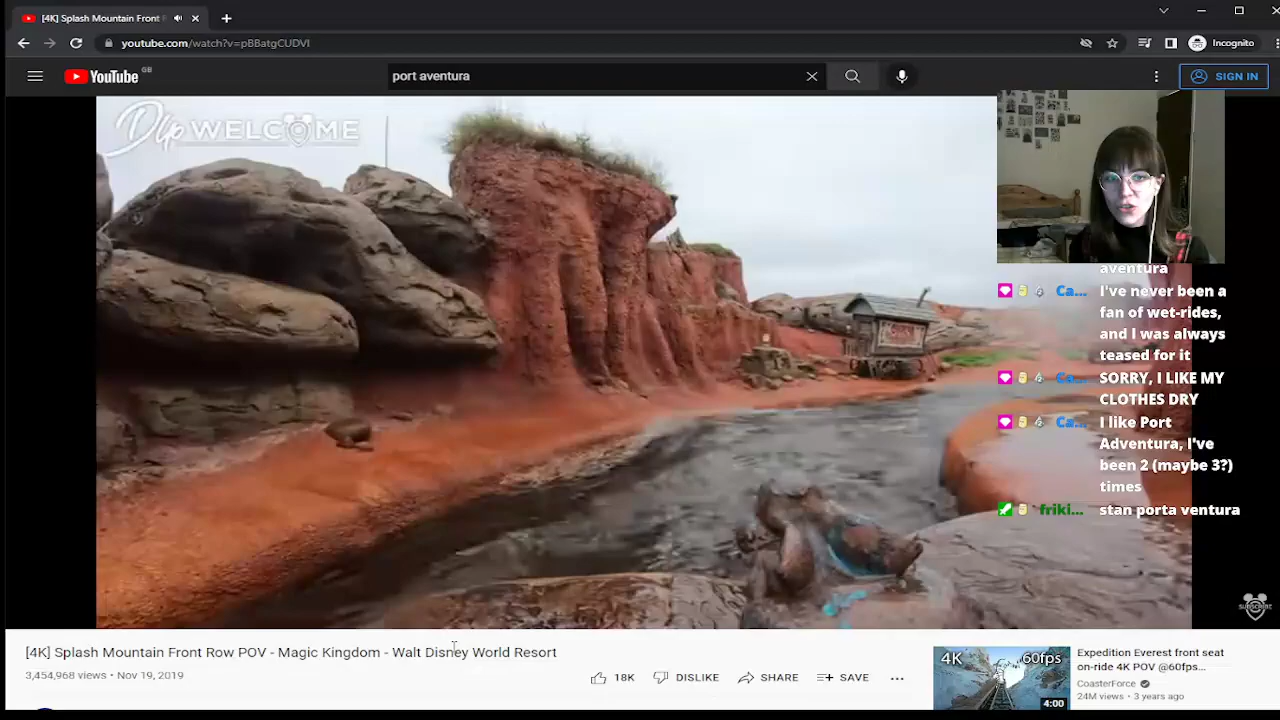 [4K] Splash Mountain Front
youtube.com/watch?v=pBBatgCUDVI
Incognito
YouTube GB
port aventura
SIGN IN
Dlp WELCOME
aventura
Ca... I've never been a
fan of wet-rides,
and I was always
teased for it
Ca... SORRY, I LIKE MY
CLOTHES DRY
Ca... I like Port
Adventura, I've
been 2 (maybe 3?)
times
friki... stan porta ventura
SUBSCRIBE
[4K] Splash Mountain Front Row POV - Magic Kingdom - Walt Disney World Resort
3,454,968 views • Nov 19, 2019
18K
DISLIKE
SHARE
SAVE
4K
60fps
4:00
Expedition Everest front seat
on-ride 4K POV @60fps...
CoasterForce
24M views • 3 years ago